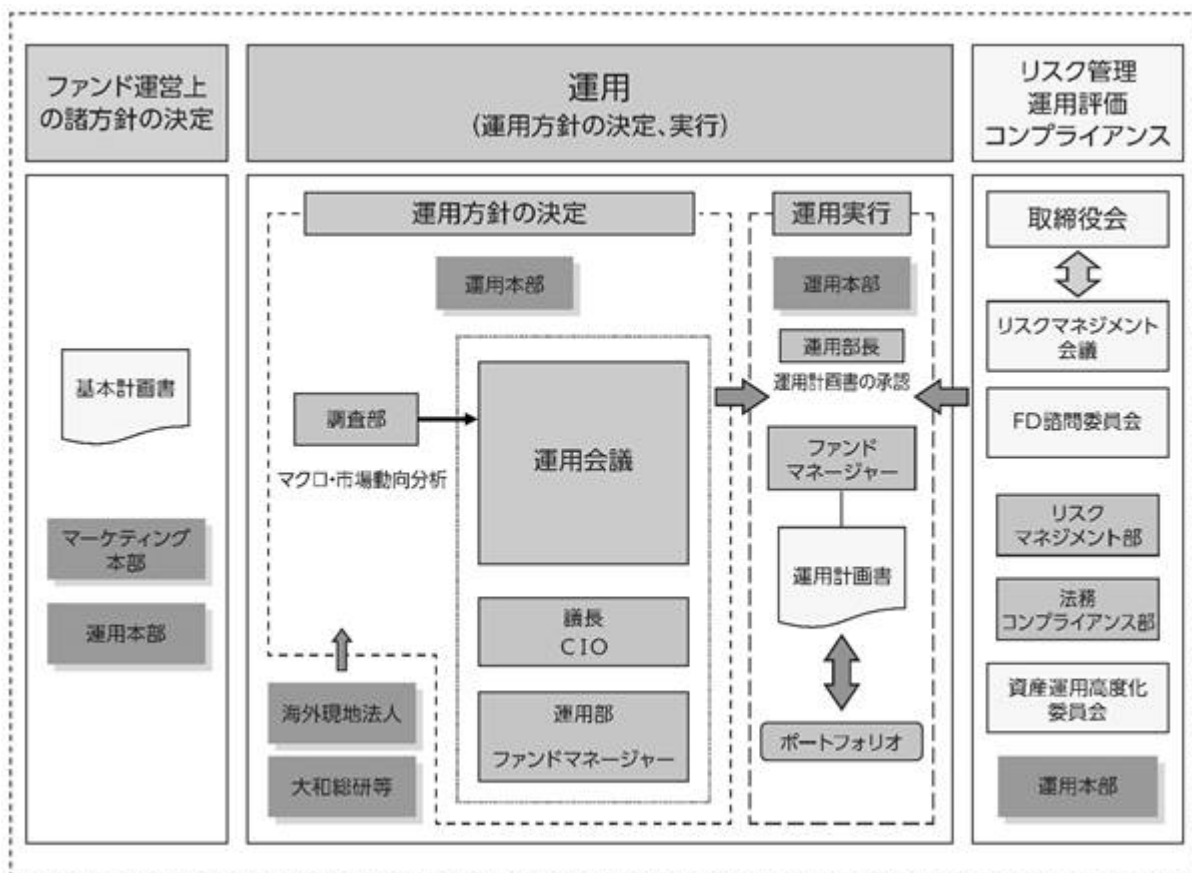 ファンド運営上
の諸方針の決定
基本計画書
マーケティング
本部
運用本部
運用
(運用方針の決定、実行)
運用方針の決定
運用本部
調査部
マクロ・市場動向分析
運用会議
議長
CIO
運用部
ファンドマネージャー
海外現地法人
大和総研等
運用実行
運用本部
運用部長
運用計画書の承認
ファンド
マネージャー
運用計画書
ポートフォリオ
リスク管理
運用評価
コンプライアンス
取締役会
リスクマネジメント
会議
FD諮問委員会
リスク
マネジメント部
法務
コンプライアンス部
資産運用高度化
委員会
運用本部